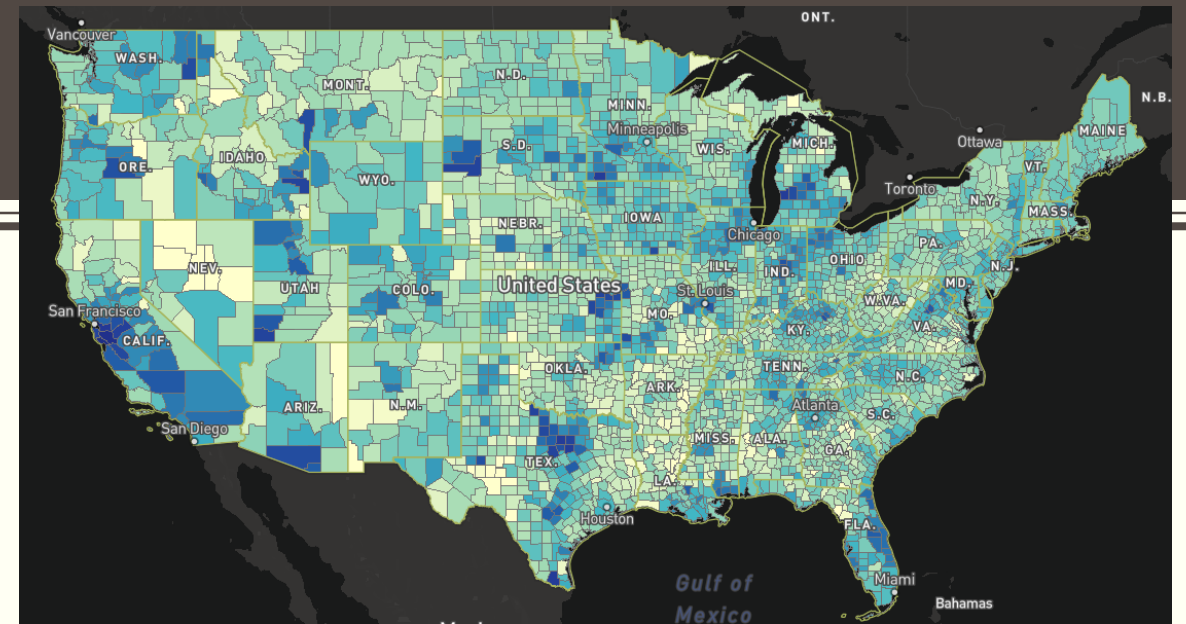 ONT.
Vancouver
WASH.
N.D.
MONT.
N.B.
MINN.
Minneapolis
MAINE
Ottawa
S.D.
WIS.
MICH.
ORE.
IDAHO
VT.
WYO.
Toronto
N.Y.
MASS.
NEBR.
IOWA
Chicago
PA.
OHIO
NEV.
ILL.
IND.
N.J.
UTAH
COLO.
United States
St. Louis
MD.
San Francisco
MO.
W.VA.
VA.
CALIF.
KY.
OKLA.
TENN.
N.C.
ARK.
ARIZ.
N.M.
Atlanta
S.C.
San Diego
MISS.
ALA.
GA.
TEX.
LA.
Houston
FLA.
Gulf of
Mexico
Miami
Bahamas